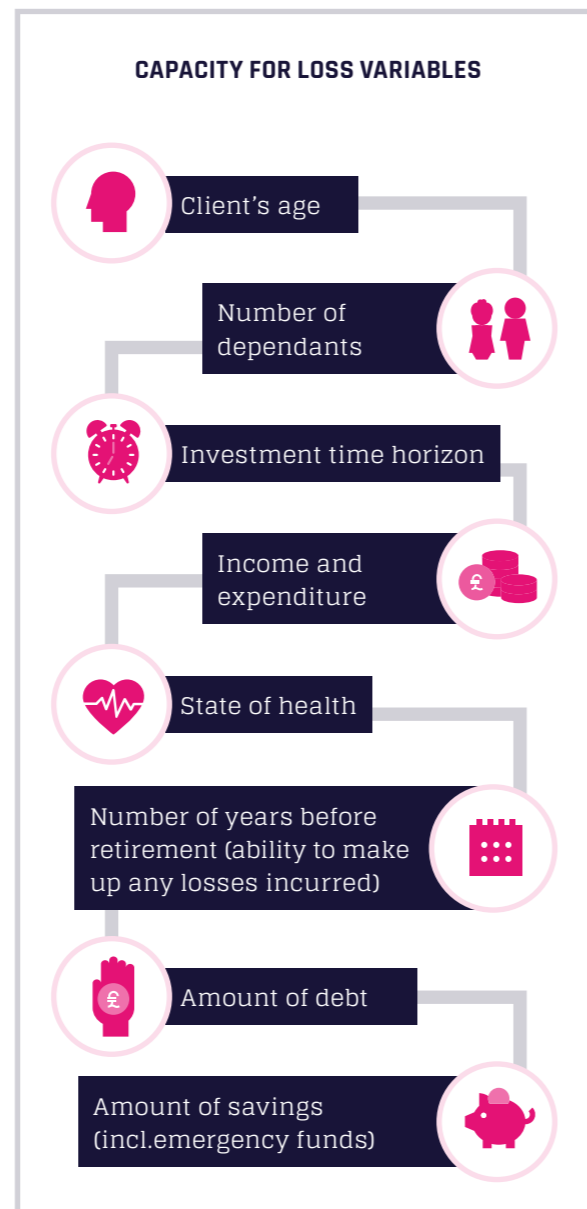 CAPACITY FOR LOSS VARIABLES
Client’s age
Number of
dependants
Investment time horizon
Income and
expenditure
£
State of health
Number of years before
retirement (ability to make
up any losses incurred)
£
Amount of debt
Amount of savings
(incl.emergency funds)